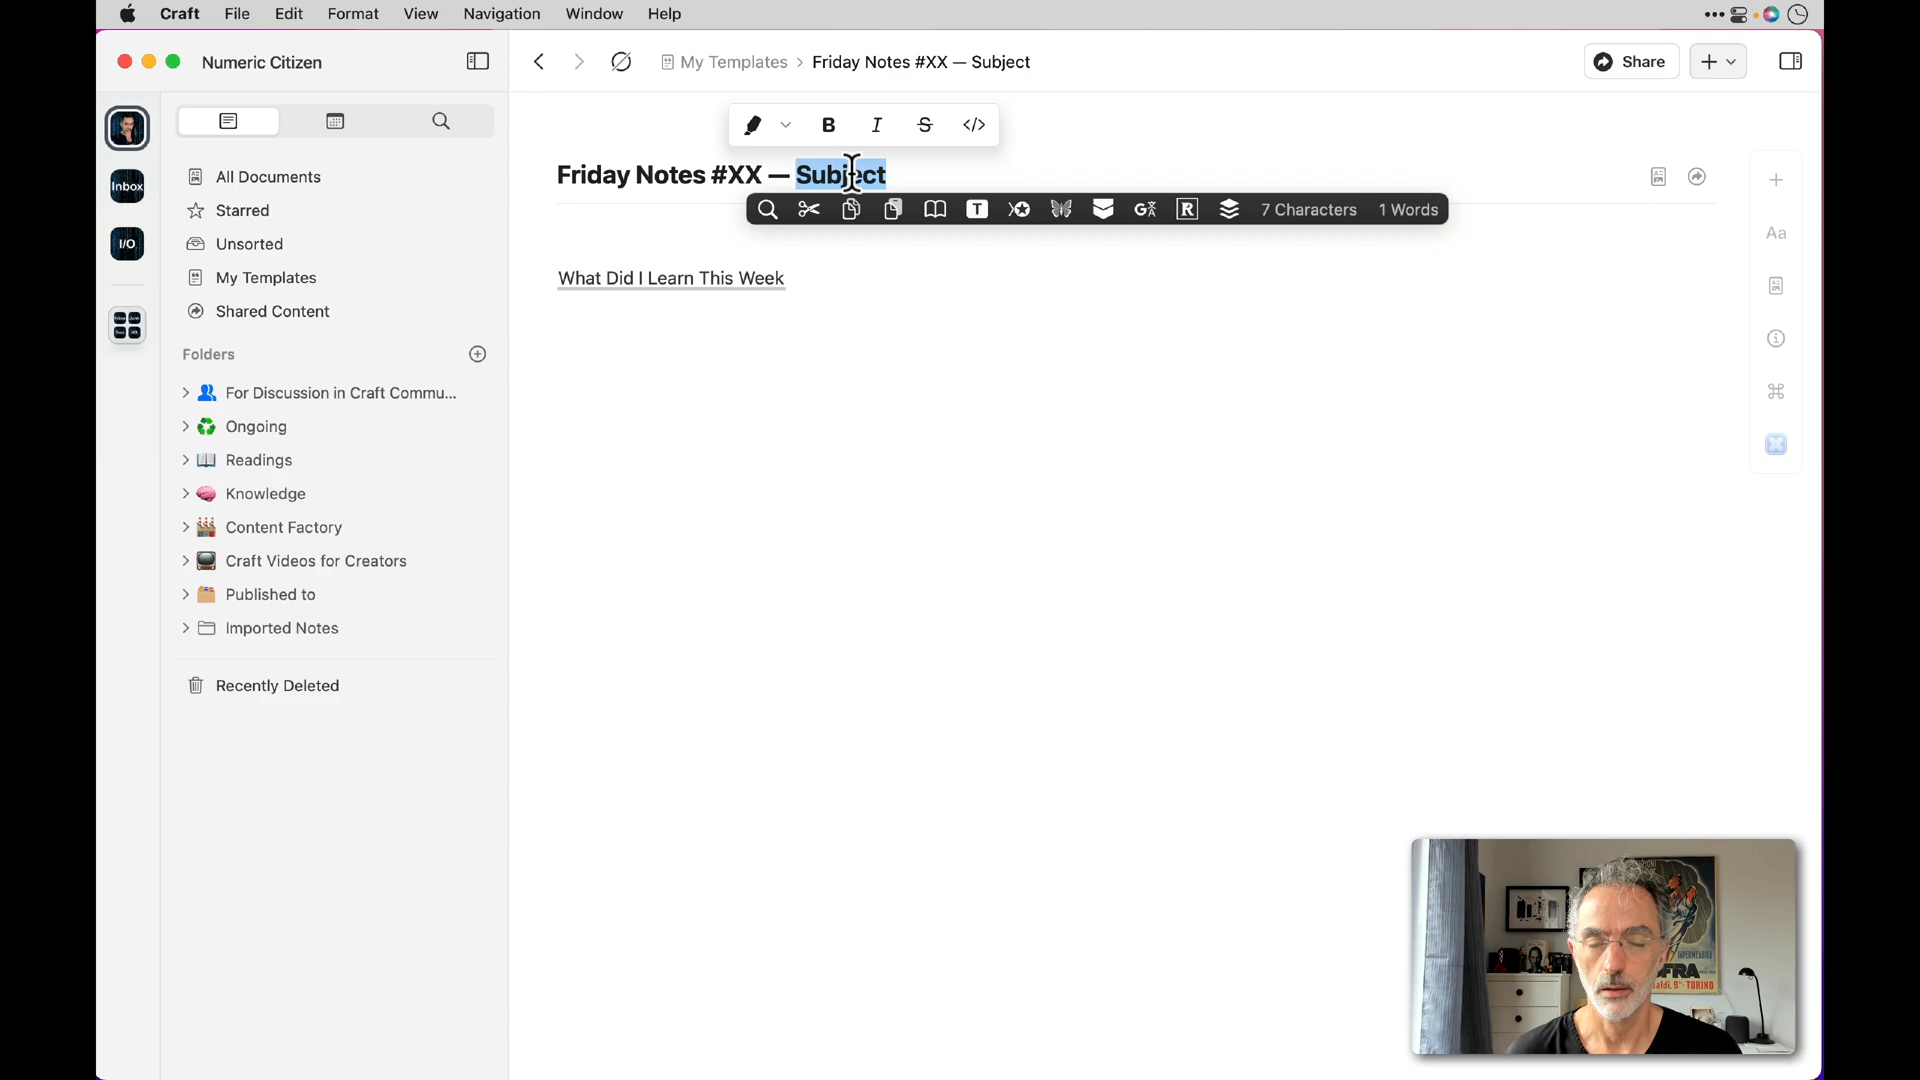 Craft File Edit Format View Navigation Window Help
Numeric Citizen
My Templates › Friday Notes #XX — Subject
Share
B I S </>
Friday Notes #XX — Subject
T R 7 Characters 1 Words
What Did I Learn This Week
Inbox
I/O
All Documents
Starred
Unsorted
My Templates
Shared Content
Folders
For Discussion in Craft Commu...
Ongoing
Readings
Knowledge
Content Factory
Craft Videos for Creators
Published to
Imported Notes
Recently Deleted
Aa
IMPERMEABILI